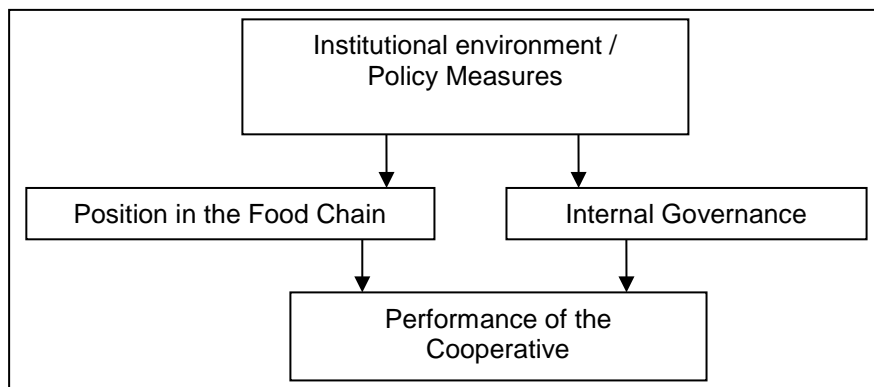 Institutional environment /
Policy Measures
Position in the Food Chain
Internal Governance
Performance of the
Cooperative